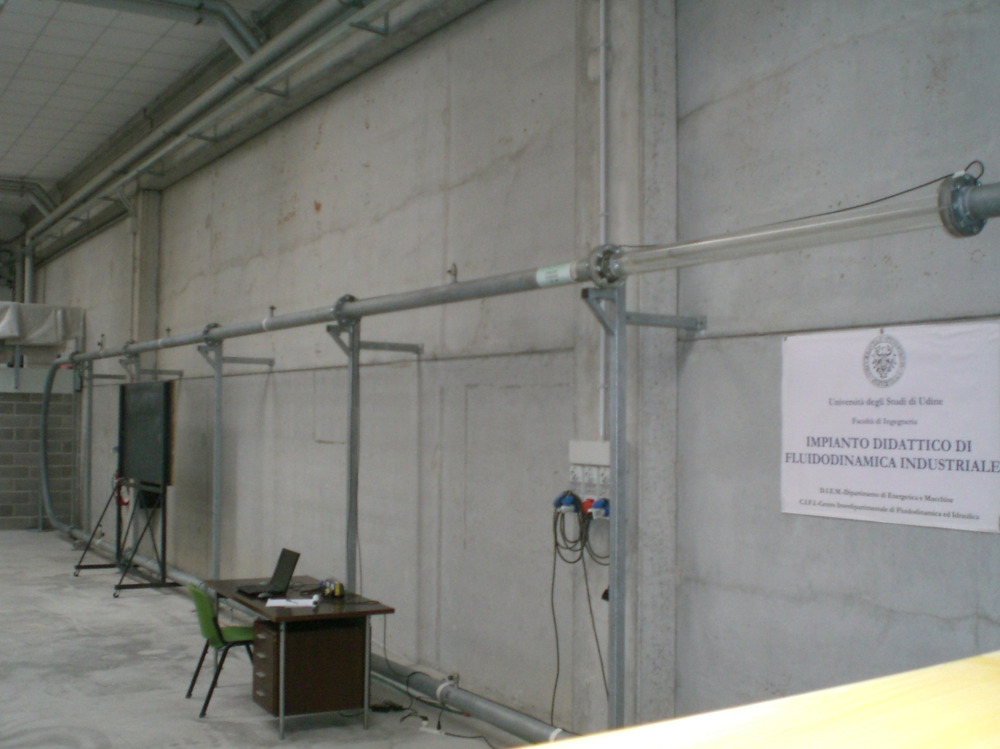 Università degli Studi di Udine
Facoltà di Ingegneria
IMPIANTO DIDATTICO DI
FLUIDODINAMICA INDUSTRIALE
D.I.E.M.-Dipartimento di Energetica e Macchine
C.I.F.I.-Centro Interdipartimentale di Fluidodinamica ed Idraulica